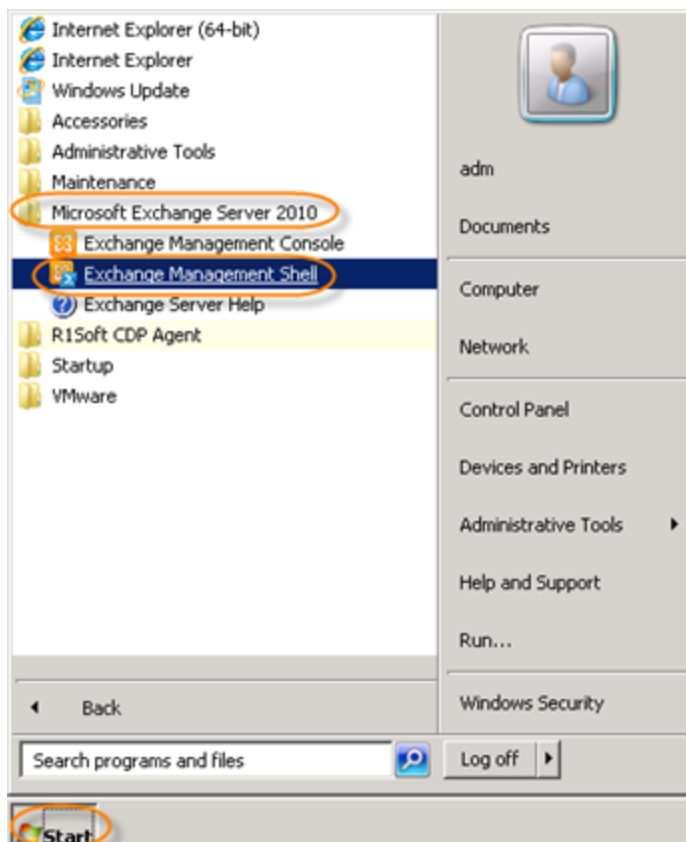 Internet Explorer (64-bit)
Internet Explorer
Windows Update
Accessories
Administrative Tools
Maintenance
Microsoft Exchange Server 2010
Exchange Management Console
Exchange Management Shell
Exchange Server Help
R1Soft CDP Agent
Startup
VMware
Back
Search programs and files
adm
Documents
Computer
Network
Control Panel
Devices and Printers
Administrative Tools
Help and Support
Run...
Windows Security
Log off
Start